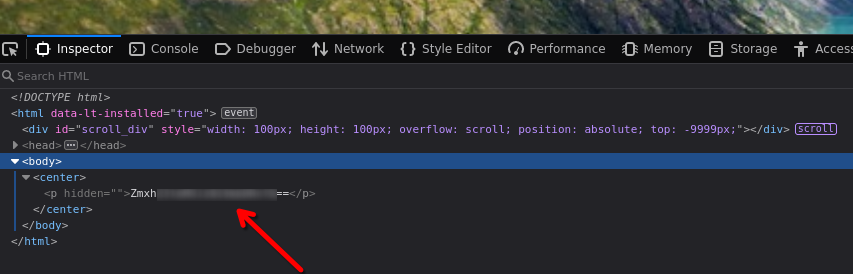 Inspector Console Debugger Network Style Editor Performance Memory Storage Access
Search HTML
<!DOCTYPE html>
<html data-lt-installed="true"> event
<div id="scroll_div" style="width: 100px; height: 100px; overflow: scroll; position: absolute; top: -9999px;"></div> scroll
<head> ••• </head>
<body>
<center>
<p hidden="">Zmxh ==</p>
</center>
</body>
</html>